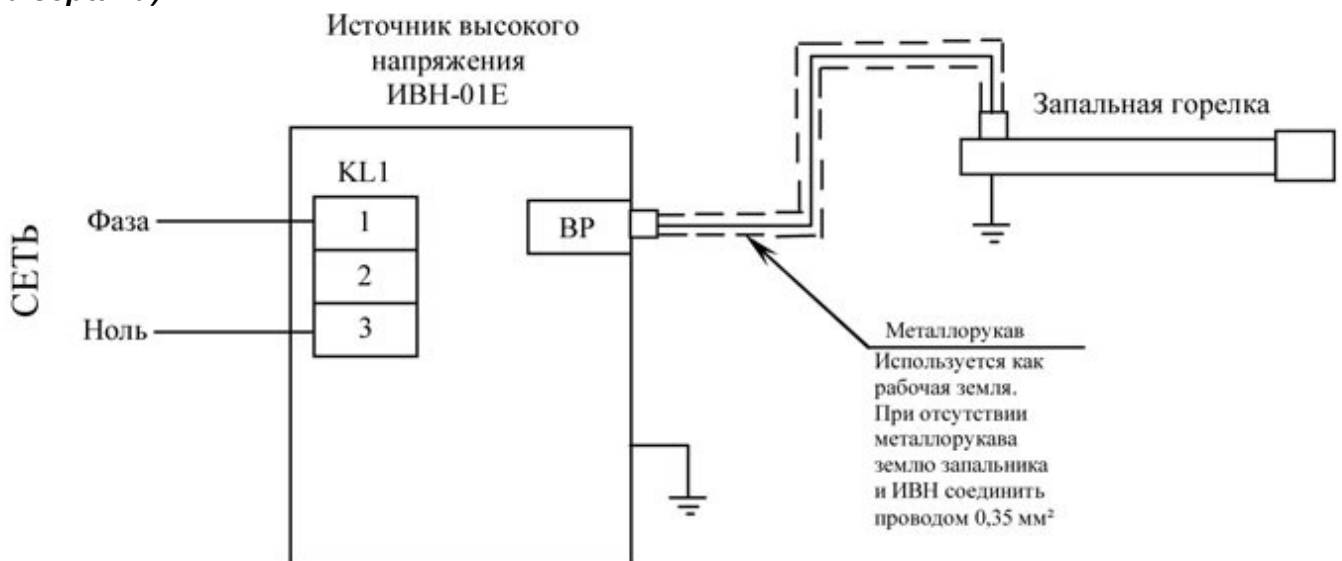 Источник высокого
напряжения
ИВН-01Е
Запальная горелка
KL1
СЕТЬ
Фаза
1
ВР
2
Ноль
3
Металлорукав
Используется как
рабочая земля.
При отсутствии
металлорукава
землю запальника
и ИВН соединить
проводом 0,35 мм²